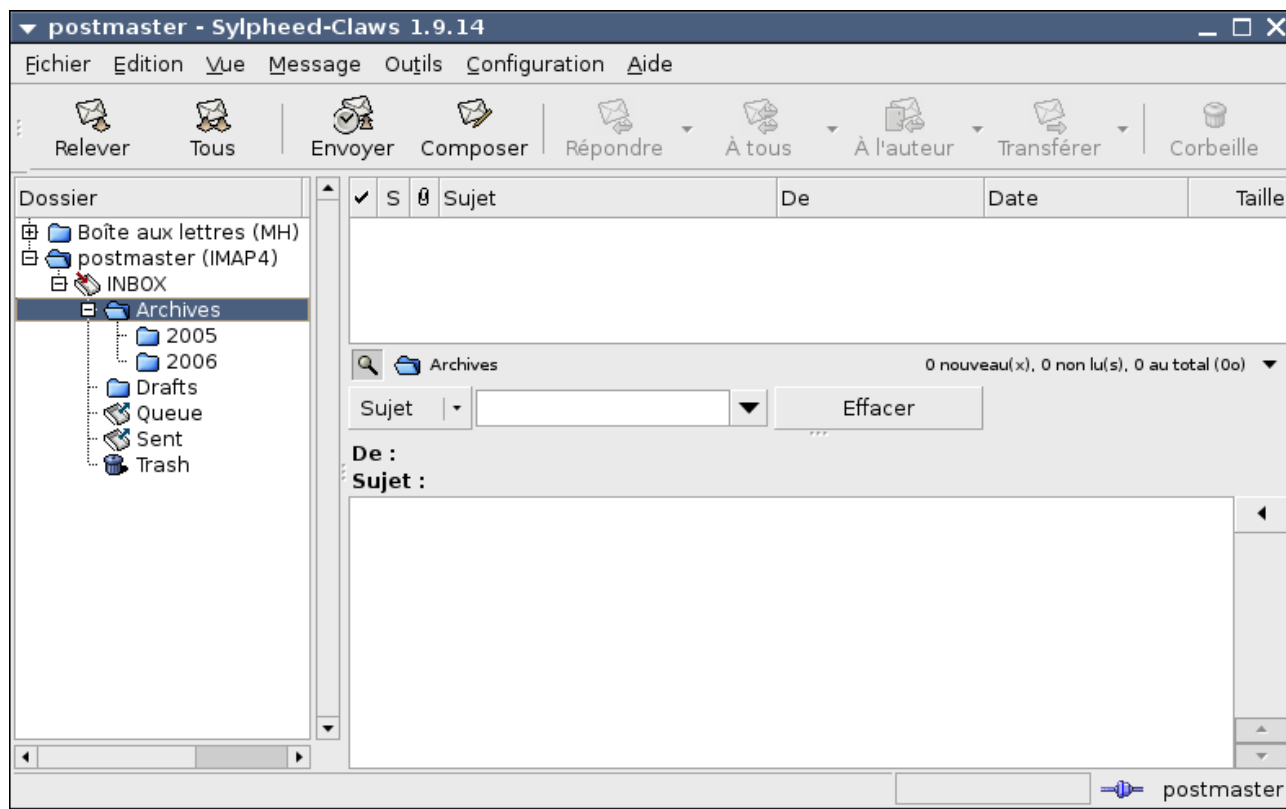 postmaster - Sylpheed-Claws 1.9.14
Fichier Edition Vue Message Outils Configuration Aide
Relever Tous Envoyer Composer Répondre À tous À l'auteur Transférer Corbeille
Dossier
S Sujet De Date Taille
Boîte aux lettres (MH)
postmaster (IMAP4)
INBOX
Archives
2005
2006
Drafts
Queue
Sent
Trash
Archives 0 nouveau(x), 0 non lu(s), 0 au total (0o)
Sujet Effacer
De :
Sujet :
postmaster